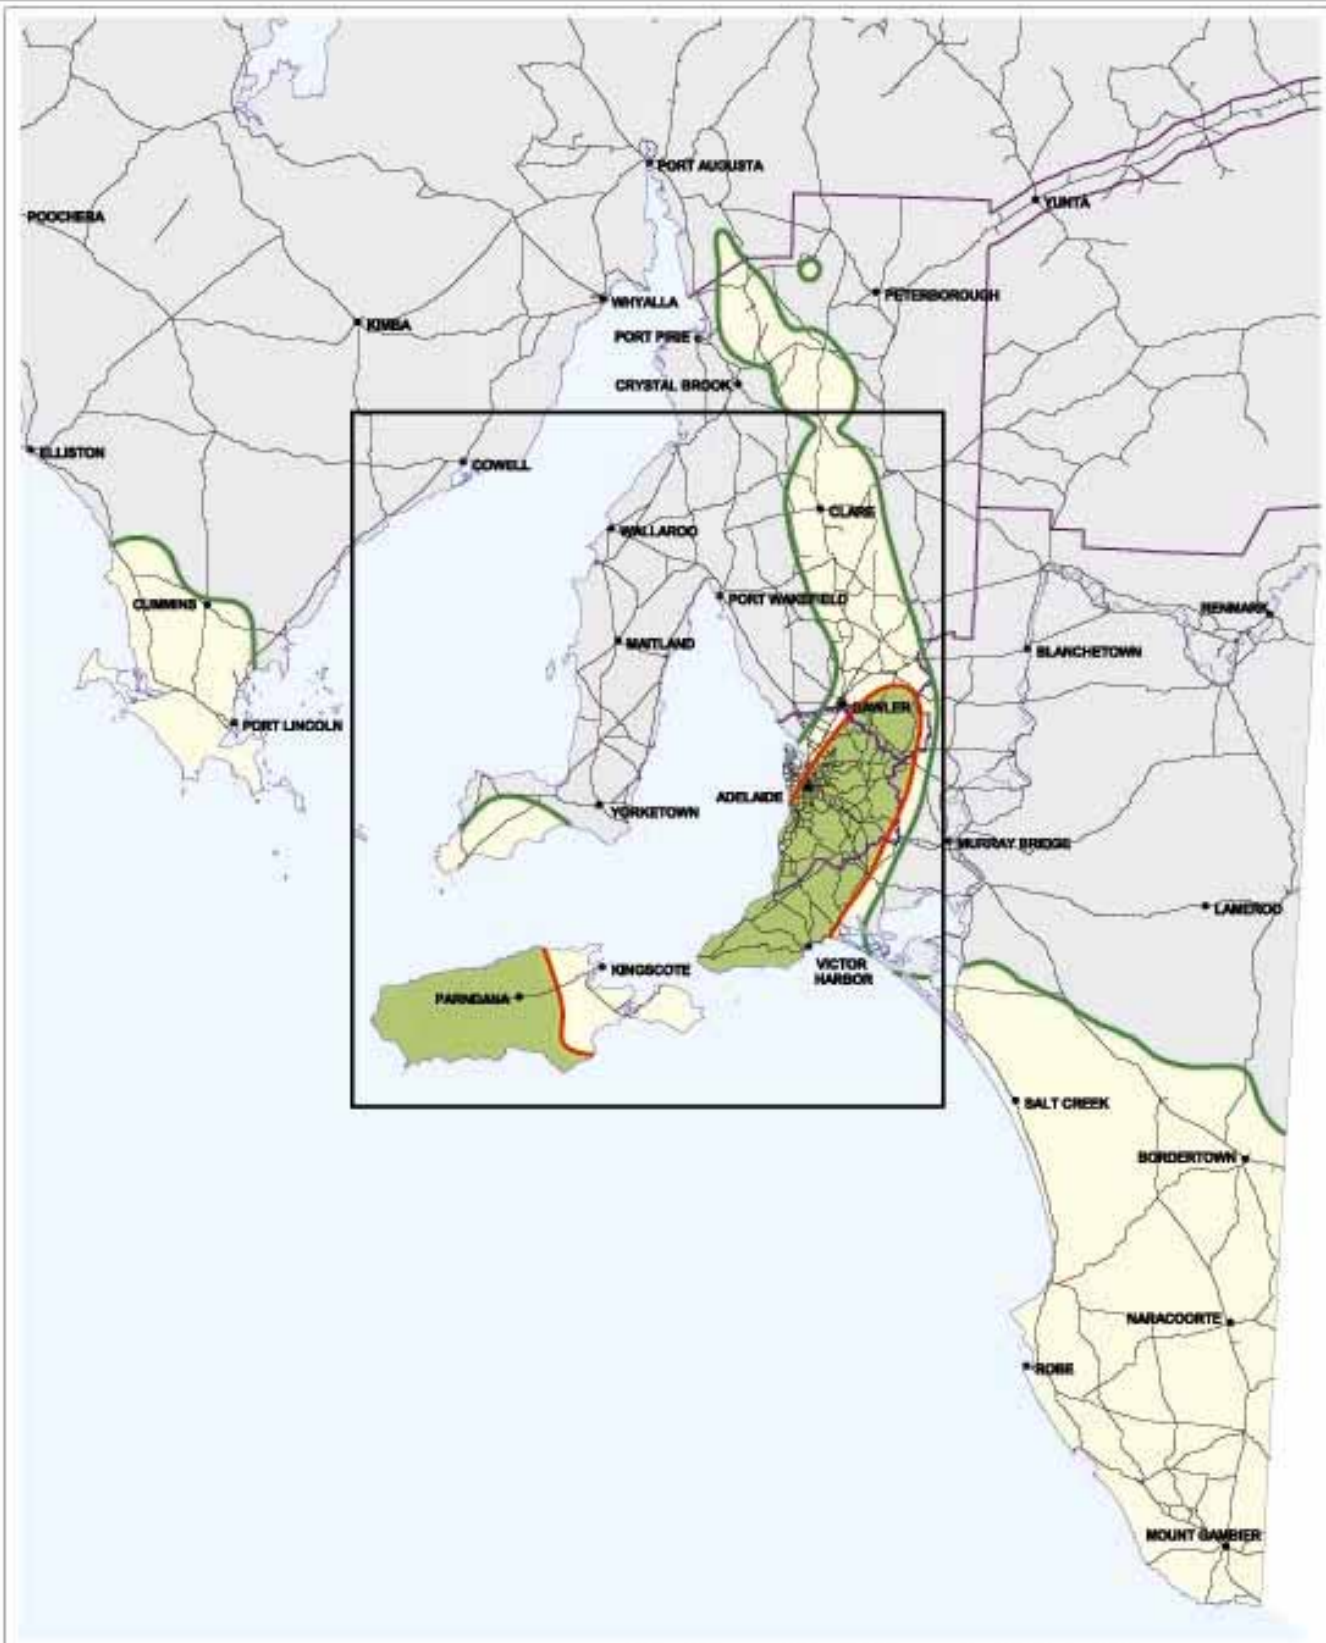 PORT AUGUSTA
YUNTA
POOCHERA
PETERBOROUGH
WHYALLA
KIMBA
PORT PIRIE
CRYSTAL BROOK
ELLISTON
COWELL
CLARE
WALLAROO
CUMMINS
PORT WAKEFIELD
RENMARK
MAITLAND
BLANCHETOWN
GAWLER
PORT LINCOLN
ADELAIDE
YORKETOWN
MURRAY BRIDGE
LAMEROO
VICTOR
HARBOR
KINGSCOTE
PARNDANA
SALT CREEK
BORDERTOWN
NARACOORTE
ROBE
MOUNT GAMBIER